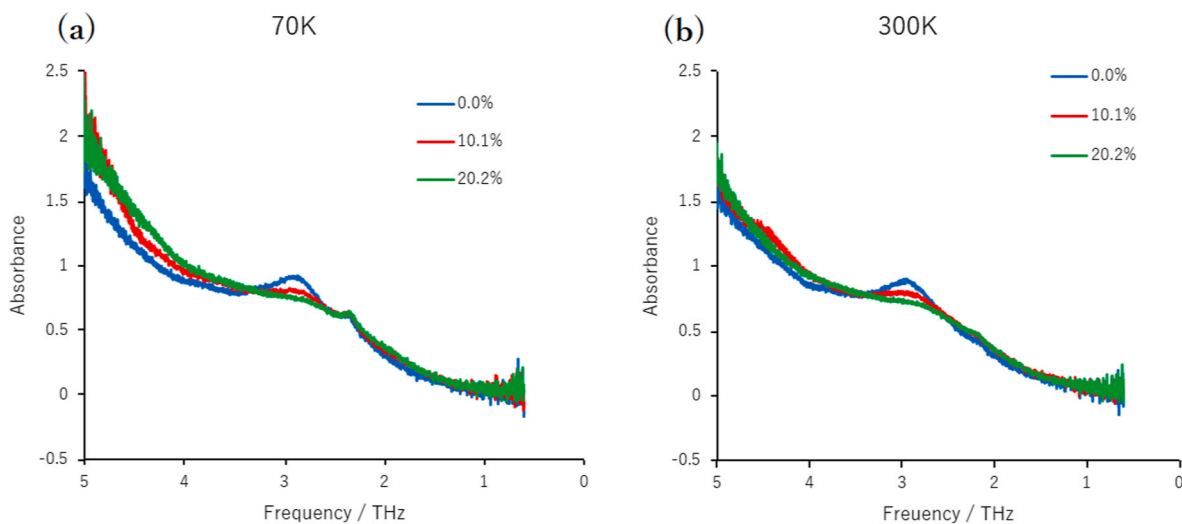 (a)
70K
2.5
2
1.5
1
0.5
0
-0.5
Absorbance
0.0%
10.1%
20.2%
5 4 3 2 1 0
Frequency / THz
(b)
300K
2.5
2
1.5
1
0.5
0
-0.5
Absorbance
0.0%
10.1%
20.2%
5 4 3 2 1 0
Freuency / THz